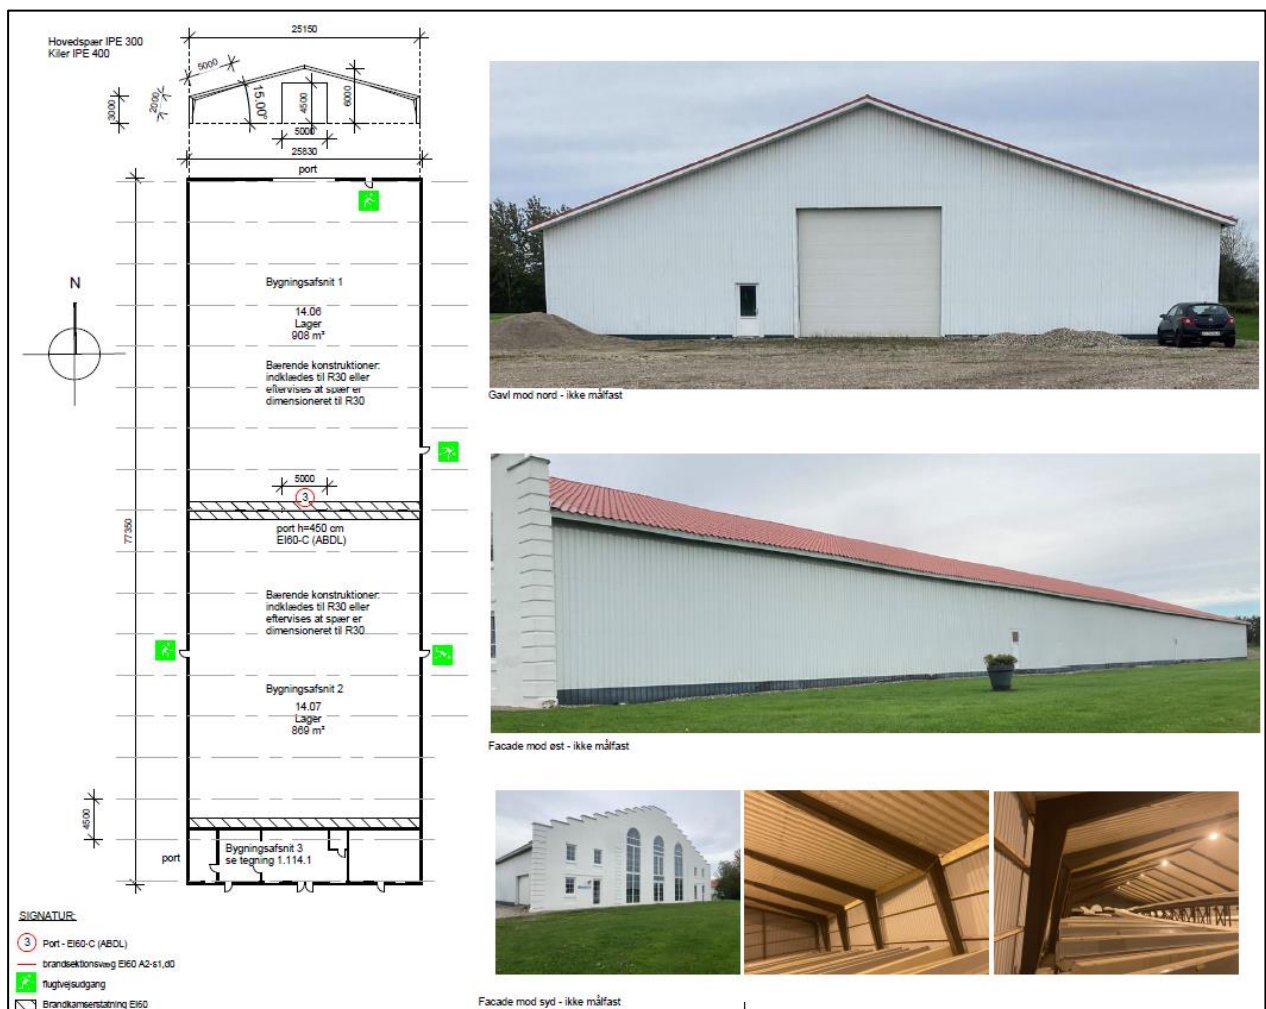 Hovedspær IPE 300
Kiler IPE 400
25150
5000
3000
2000
15.00°
4500
6000
5000
25830
port
N
Bygningsafsnit 1
14.06
Lager
908 m²
Bærende konstruktioner:
indklædes til R30 eller
eftervises at spær er
dimensioneret til R30
5000
3
port h=450 cm
EI60-C (ABDL)
77350
Bærende konstruktioner:
indklædes til R30 eller
eftervises at spær er
dimensioneret til R30
Bygningsafsnit 2
14.07
Lager
869 m²
4500
port
Bygningsafsnit 3
se tegning 1.114.1
SIGNATUR:
3 Port - EI60-C (ABDL)
brandsektionsvæg EI60 A2-s1,d0
flugtvejsudgang
Brandkamserstatning EI60
Gavl mod nord - ikke målfast
Facade mod øst - ikke målfast
Facade mod syd - ikke målfast